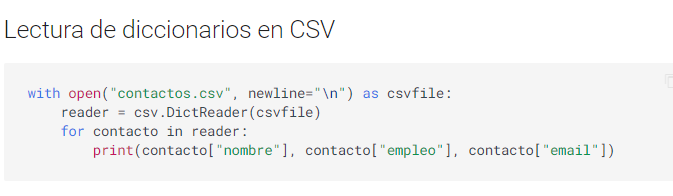 Lectura de diccionarios en CSV
with open("contactos.csv", newline="\n") as csvfile:
    reader = csv.DictReader(csvfile)
    for contacto in reader:
        print(contacto["nombre"], contacto["empleo"], contacto["email"])